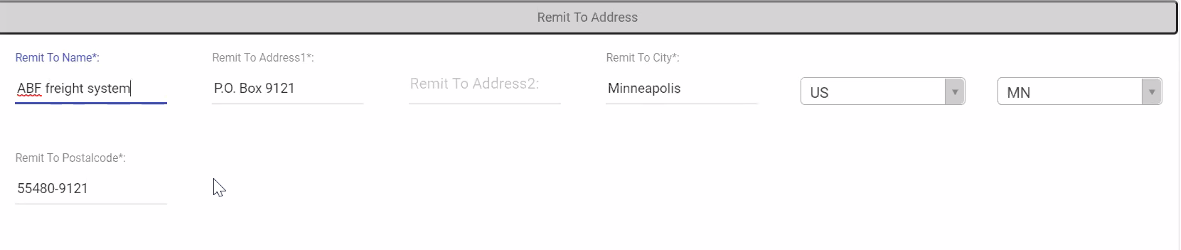 Remit To Address
Remit To Name*:
Remit To Address1*:
Remit To City*:
ABF freight system
P.O. Box 9121
Remit To Address2:
Minneapolis
US
MN
Remit To Postalcode*:
55480-9121